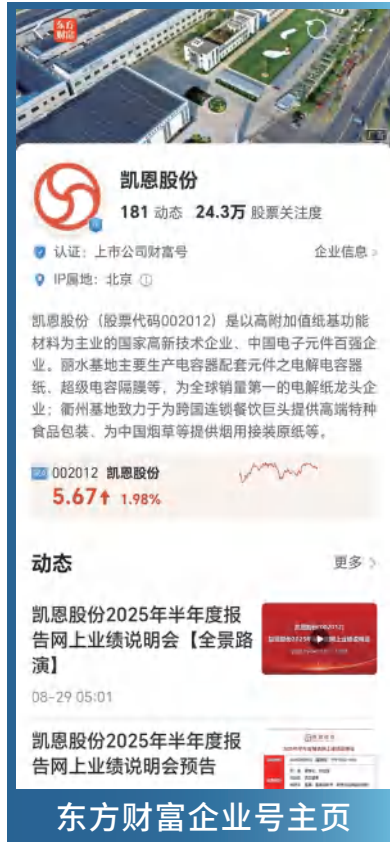 东方
财富
广告
凯恩股份
181 动态 24.3万 股票关注度
认证：上市公司财富号 企业信息
IP属地：北京
凯恩股份（股票代码002012）是以高附加值纸基功能
材料为主业的国家高新技术企业、中国电子元件百强企
业。丽水基地主要生产电容器配套元件之电解电容器
纸、超级电容隔膜等，为全球销量第一的电解纸龙头企
业；衢州基地致力于为跨国连锁餐饮巨头提供高端特种
食品包装、为中国烟草等提供烟用接装原纸等。
002012 凯恩股份
5.67↑ 1.98%
动态 更多
凯恩股份2025年半年度报
告网上业绩说明会【全景路
演】
08-29 05:01
凯恩股份2025年半年度报
告网上业绩说明会预告
东方财富企业号主页